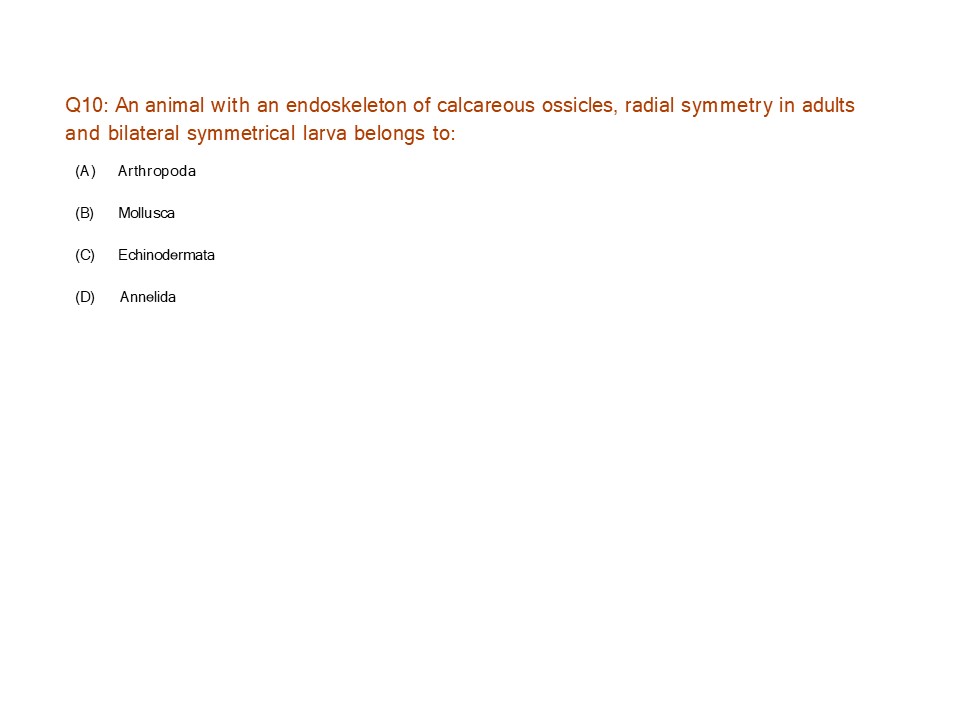 Q10: An animal with an endoskeleton of calcareous ossicles, radial symmetry in adults
and bilateral symmetrical larva belongs to:
(A) Arthropoda
(B) Mollusca
(C) Echinodermata
(D) Annelida